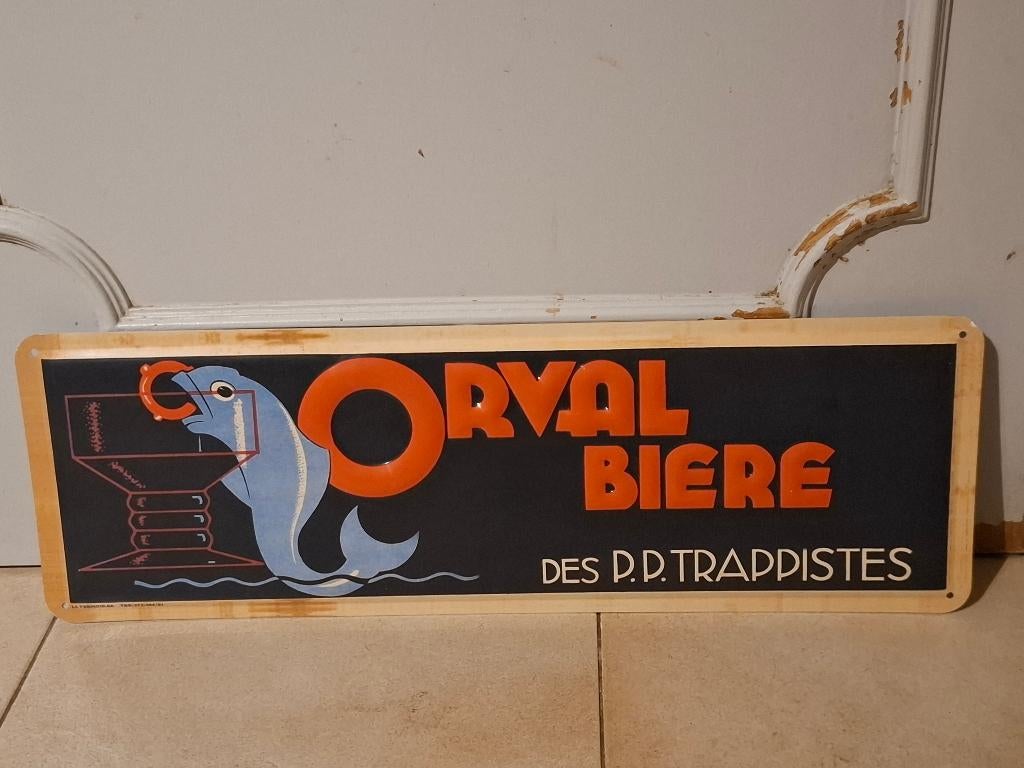 ORVAL
BIERE
DES P.P. TRAPPISTES